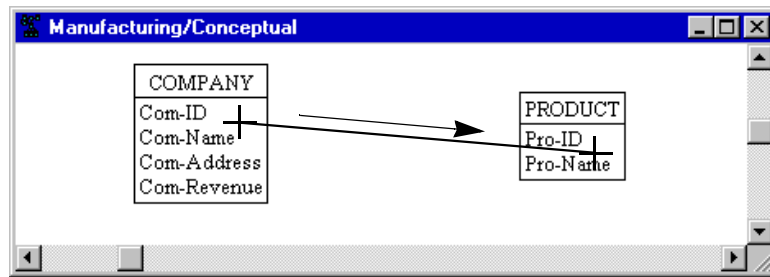 Manufacturing/Conceptual
COMPANY
Com-ID
Com-Name
Com-Address
Com-Revenue
PRODUCT
Pro-ID
Pro-Name